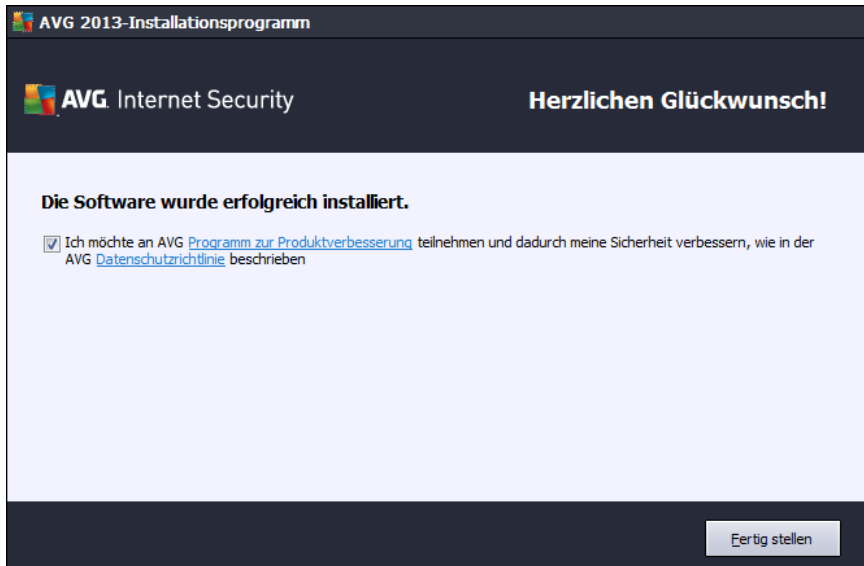 AVG 2013-Installationsprogramm
AVG. Internet Security
Herzlichen Glückwunsch!
Die Software wurde erfolgreich installiert.
Ich möchte an AVG Programm zur Produktverbesserung teilnehmen und dadurch meine Sicherheit verbessern, wie in der
AVG Datenschutzrichtlinie beschrieben
Fertig stellen